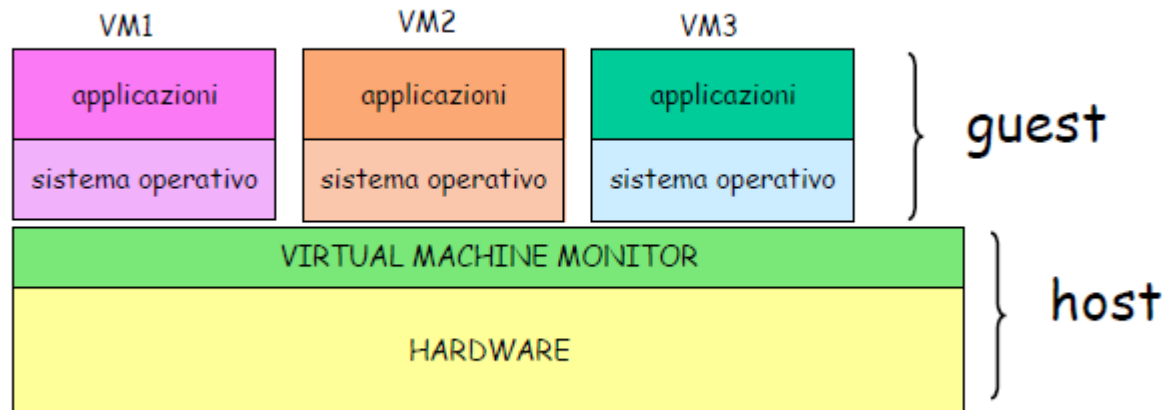 VM1 VM2 VM3
applicazioni applicazioni applicazioni
guest
sistema operativo sistema operativo sistema operativo
VIRTUAL MACHINE MONITOR
host
HARDWARE